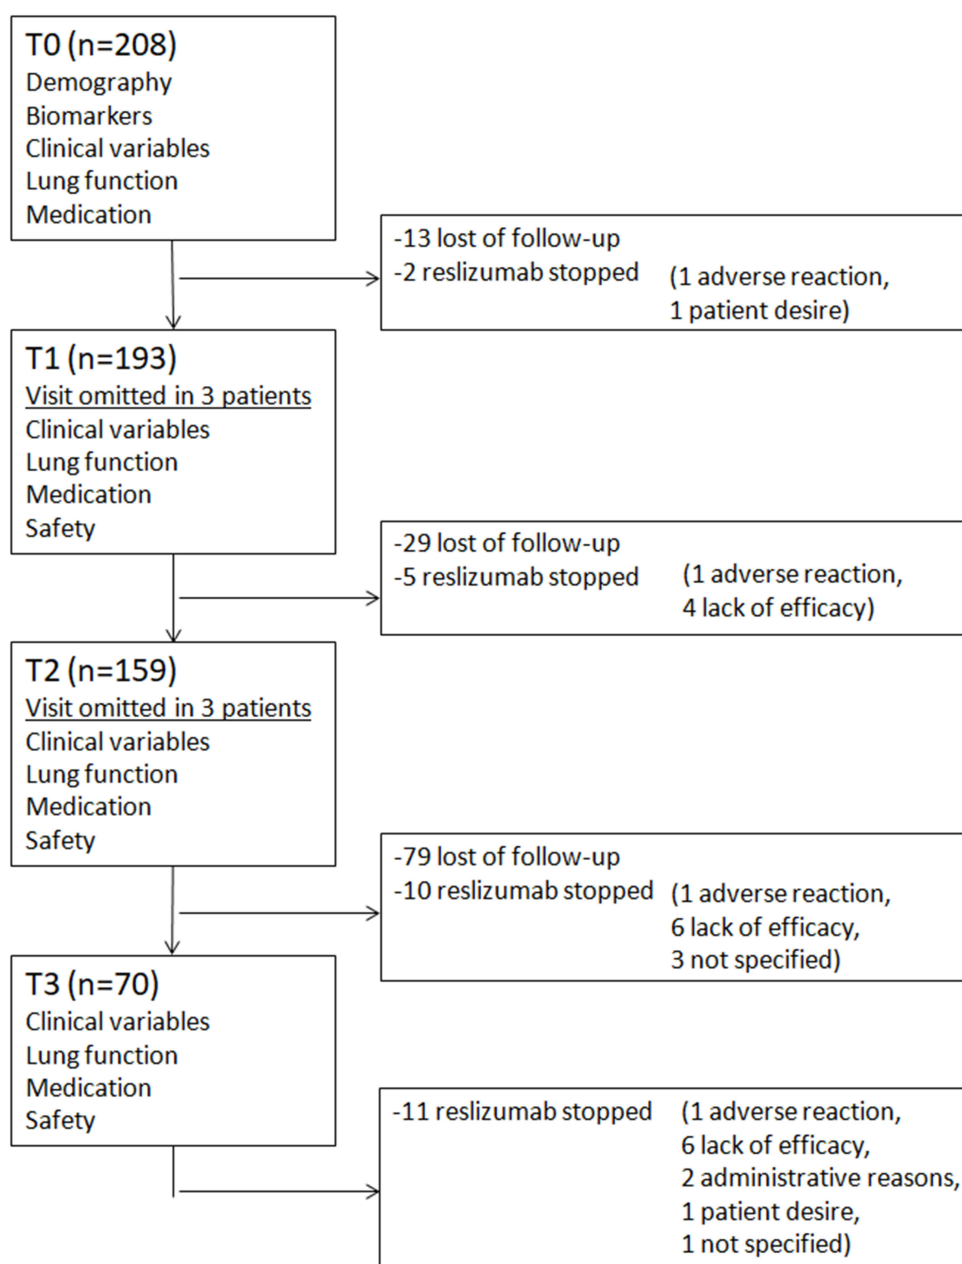 T0 (n=208)
Demography
Biomarkers
Clinical variables
Lung function
Medication
-13 lost of follow-up
-2 reslizumab stopped (1 adverse reaction,
1 patient desire)
T1 (n=193)
Visit omitted in 3 patients
Clinical variables
Lung function
Medication
Safety
-29 lost of follow-up
-5 reslizumab stopped (1 adverse reaction,
4 lack of efficacy)
T2 (n=159)
Visit omitted in 3 patients
Clinical variables
Lung function
Medication
Safety
-79 lost of follow-up
-10 reslizumab stopped (1 adverse reaction,
6 lack of efficacy,
3 not specified)
T3 (n=70)
Clinical variables
Lung function
Medication
Safety
-11 reslizumab stopped (1 adverse reaction,
6 lack of efficacy,
2 administrative reasons,
1 patient desire,
1 not specified)